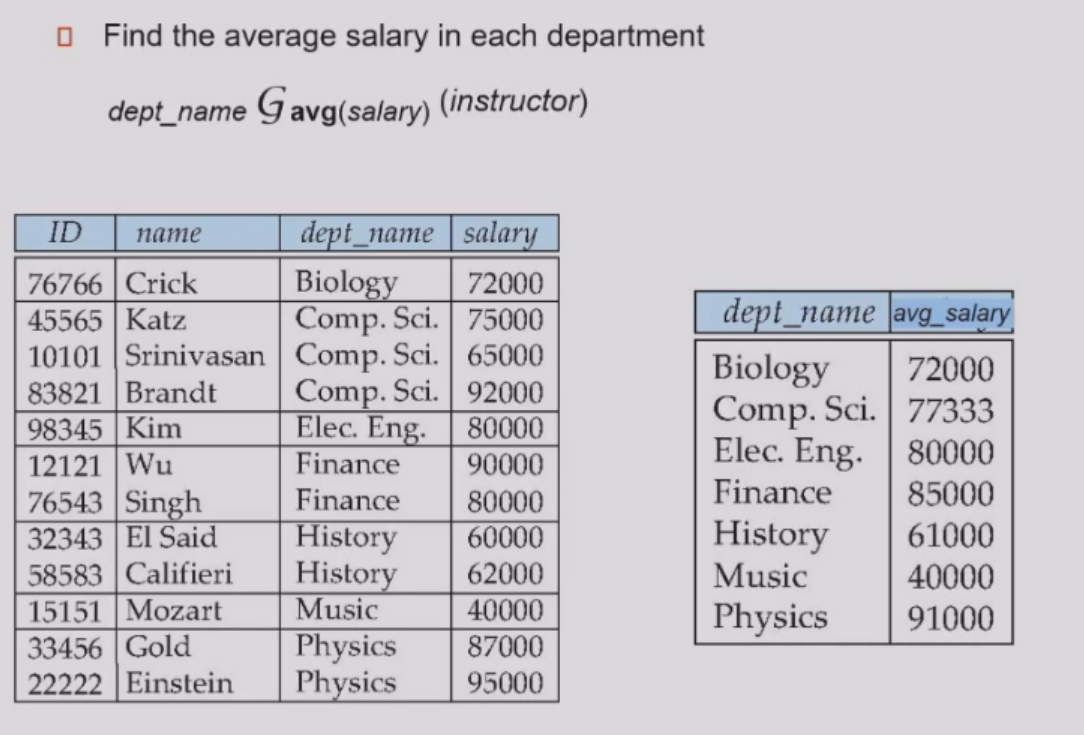 Find the average salary in each department
dept_name 𝒢 avg(salary) (instructor)
ID name dept_name salary
76766 Crick Biology 72000
45565 Katz Comp. Sci. 75000
10101 Srinivasan Comp. Sci. 65000
83821 Brandt Comp. Sci. 92000
98345 Kim Elec. Eng. 80000
12121 Wu Finance 90000
76543 Singh Finance 80000
32343 El Said History 60000
58583 Califieri History 62000
15151 Mozart Music 40000
33456 Gold Physics 87000
22222 Einstein Physics 95000
dept_name avg_salary
Biology 72000
Comp. Sci. 77333
Elec. Eng. 80000
Finance 85000
History 61000
Music 40000
Physics 91000